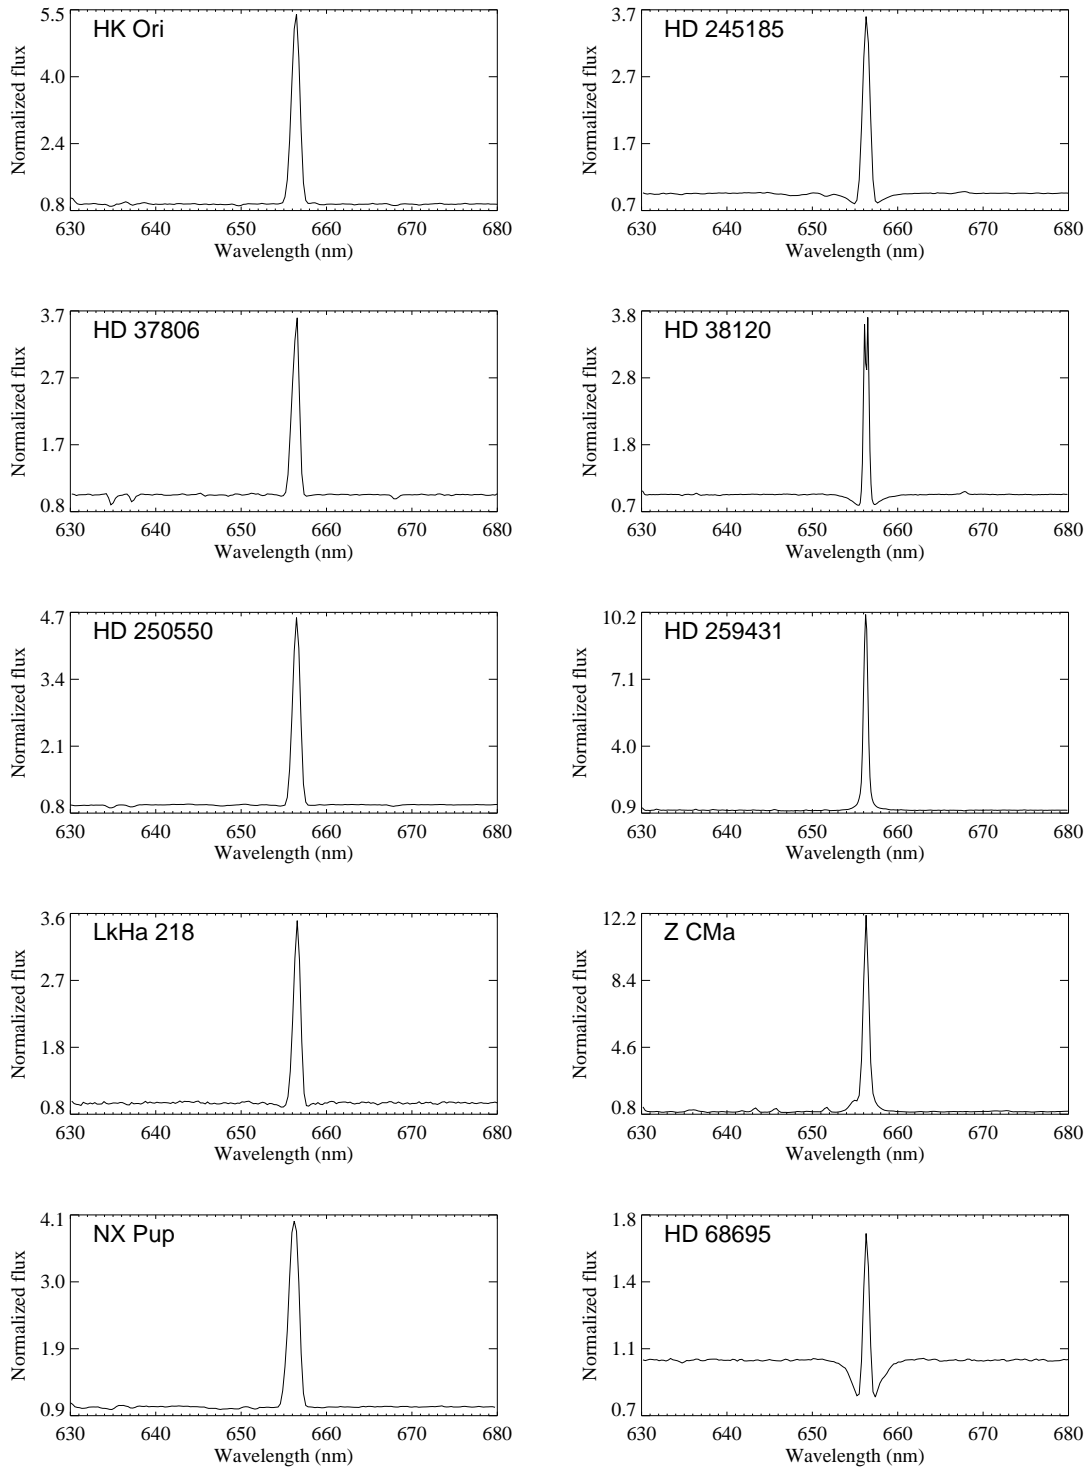 HK Ori
Normalized flux
5.5
4.0
2.4
0.8
630 640 650 660 670 680
Wavelength (nm)
HD 245185
Normalized flux
3.7
2.7
1.7
0.7
630 640 650 660 670 680
Wavelength (nm)
HD 37806
Normalized flux
3.7
2.7
1.7
0.8
630 640 650 660 670 680
Wavelength (nm)
HD 38120
Normalized flux
3.8
2.8
1.8
0.7
630 640 650 660 670 680
Wavelength (nm)
HD 250550
Normalized flux
4.7
3.4
2.1
0.8
630 640 650 660 670 680
Wavelength (nm)
HD 259431
Normalized flux
10.2
7.1
4.0
0.9
630 640 650 660 670 680
Wavelength (nm)
LkHa 218
Normalized flux
3.6
2.7
1.8
0.8
630 640 650 660 670 680
Wavelength (nm)
Z CMa
Normalized flux
12.2
8.4
4.6
0.8
630 640 650 660 670 680
Wavelength (nm)
NX Pup
Normalized flux
4.1
3.0
1.9
0.9
630 640 650 660 670 680
Wavelength (nm)
HD 68695
Normalized flux
1.8
1.4
1.1
0.7
630 640 650 660 670 680
Wavelength (nm)